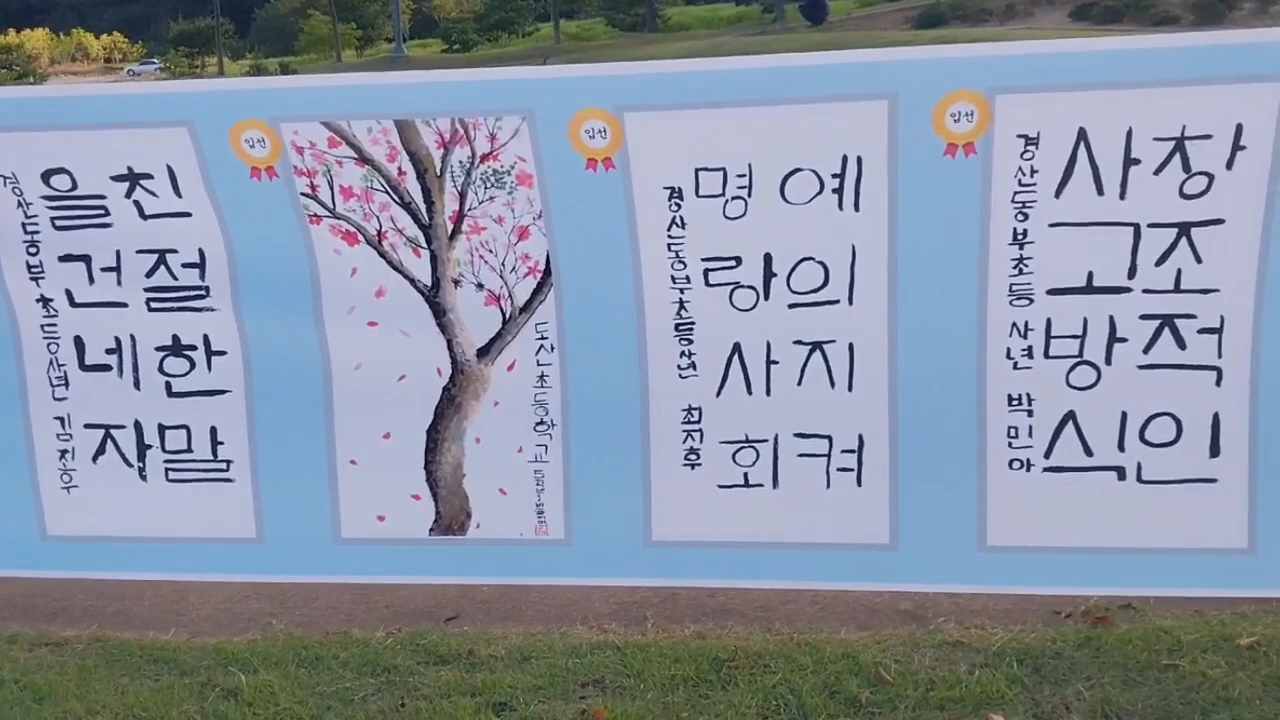 친절한말
을건네자
경산동부초등사년 김진우
입선
도산초등학교
입선
예의지켜
명랑사회
경산동부초등사년 최지후
입선
창조적인
사고방식
경산동부초등 사년 박민아